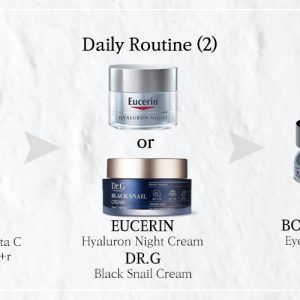 Daily Routine (2)
Eucerin
HYALURON-NIGHT
or
Dr.G
BLACK SNAIL
CREAM
EUCERIN
Hyaluron Night Cream
DR.G
Black Snail Cream
ta C
+r
BO
Eye